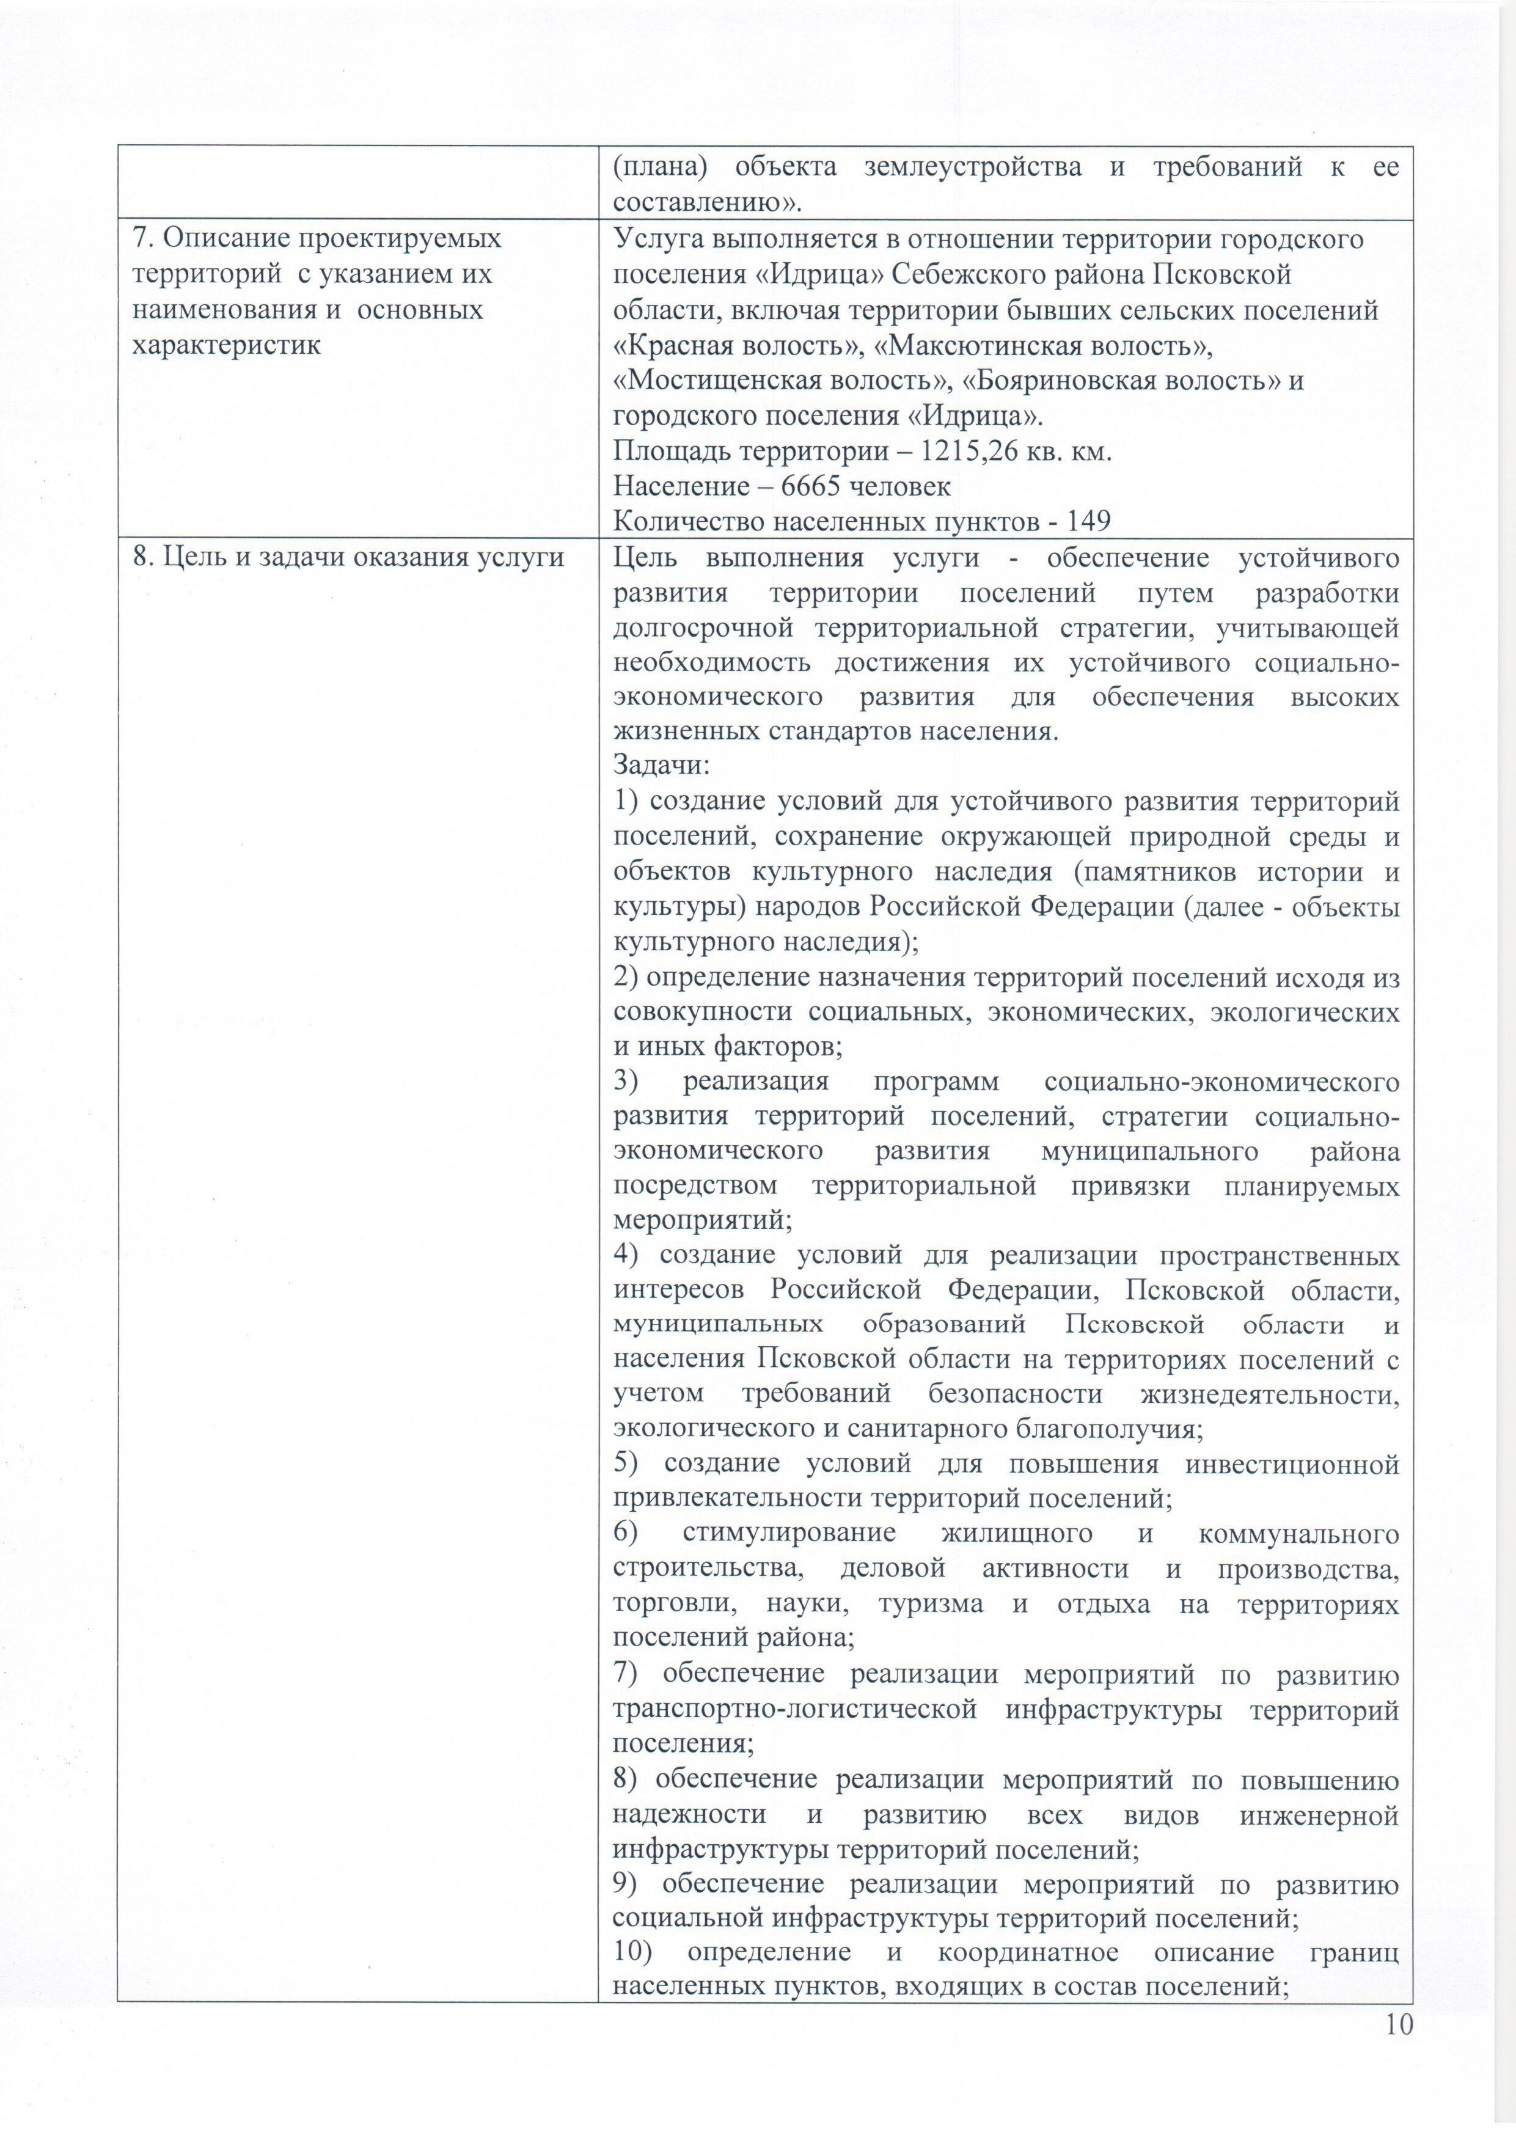 (плана) объекта землеустройства и требований к ее
составлению».
7. Описание проектируемых
территорий с указанием их
наименования и основных
характеристик
Услуга выполняется в отношении территории городского
поселения «Идрица» Себежского района Псковской
области, включая территории бывших сельских поселений
«Красная волость», «Максютинская волость»,
«Мостищенская волость», «Бояриновская волость» и
городского поселения «Идрица».
Площадь территории – 1215,26 кв. км.
Население – 6665 человек
Количество населенных пунктов - 149
8. Цель и задачи оказания услуги
Цель выполнения услуги - обеспечение устойчивого
развития территории поселений путем разработки
долгосрочной территориальной стратегии, учитывающей
необходимость достижения их устойчивого социально-
экономического развития для обеспечения высоких
жизненных стандартов населения.
Задачи:
1) создание условий для устойчивого развития территорий
поселений, сохранение окружающей природной среды и
объектов культурного наследия (памятников истории и
культуры) народов Российской Федерации (далее - объекты
культурного наследия);
2) определение назначения территорий поселений исходя из
совокупности социальных, экономических, экологических
и иных факторов;
3) реализация программ социально-экономического
развития территорий поселений, стратегии социально-
экономического развития муниципального района
посредством территориальной привязки планируемых
мероприятий;
4) создание условий для реализации пространственных
интересов Российской Федерации, Псковской области,
муниципальных образований Псковской области и
населения Псковской области на территориях поселений с
учетом требований безопасности жизнедеятельности,
экологического и санитарного благополучия;
5) создание условий для повышения инвестиционной
привлекательности территорий поселений;
6) стимулирование жилищного и коммунального
строительства, деловой активности и производства,
торговли, науки, туризма и отдыха на территориях
поселений района;
7) обеспечение реализации мероприятий по развитию
транспортно-логистической инфраструктуры территорий
поселения;
8) обеспечение реализации мероприятий по повышению
надежности и развитию всех видов инженерной
инфраструктуры территорий поселений;
9) обеспечение реализации мероприятий по развитию
социальной инфраструктуры территорий поселений;
10) определение и координатное описание границ
населенных пунктов, входящих в состав поселений;
10